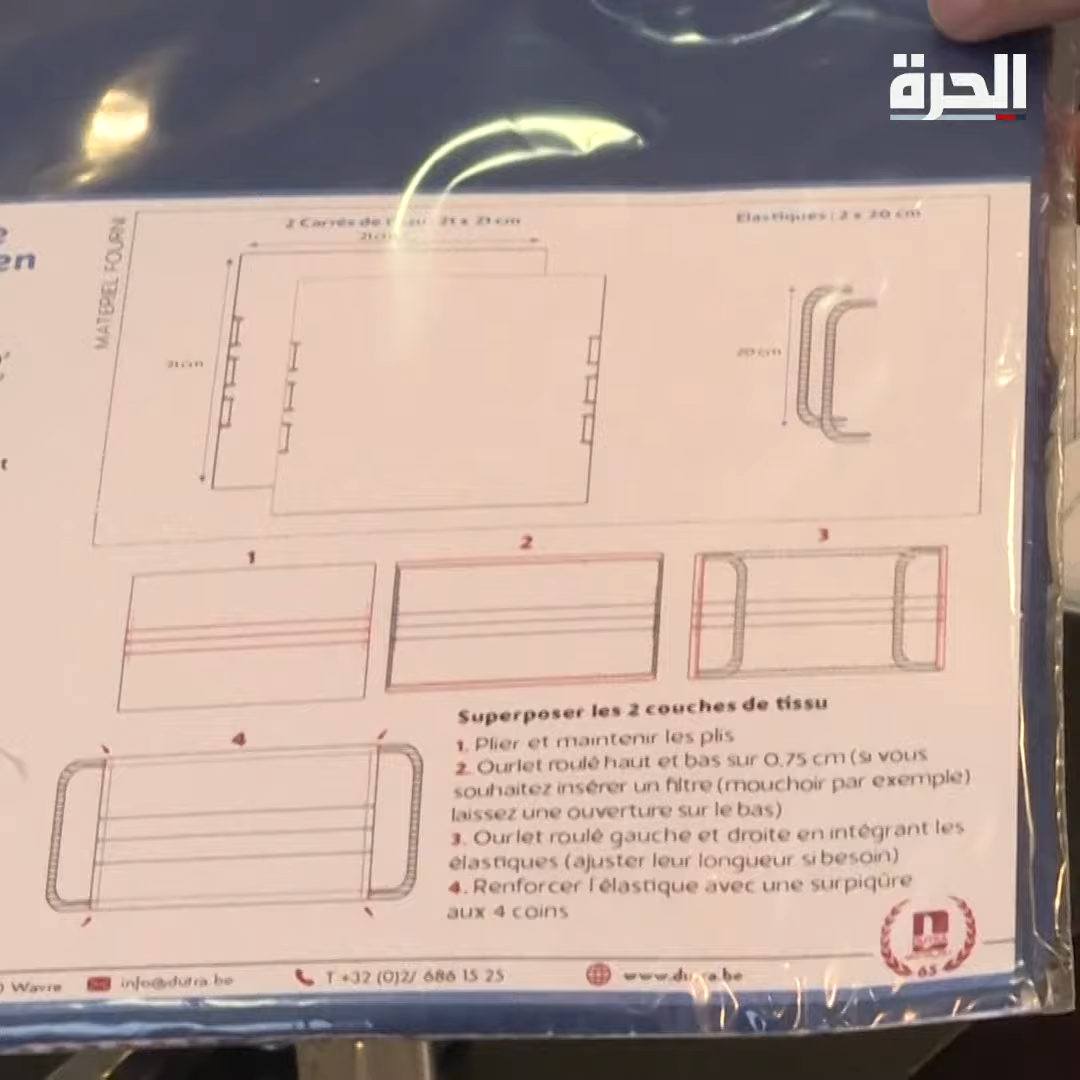 الحرة
en
MATERIEL FOURNI
2 Carrés de tissu : 21 x 21 cm
21cm
21cm
Elastiques : 2 x 20 cm
20 cm
1
2
3
4
Superposer les 2 couches de tissu
1. Plier et maintenir les plis
2. Ourlet roulé haut et bas sur 0.75 cm (si vous
souhaitez insérer un filtre (mouchoir par exemple)
laissez une ouverture sur le bas)
3. Ourlet roulé gauche et droite en intégrant les
élastiques (ajuster leur longueur si besoin)
4. Renforcer l'élastique avec une surpiqûre
aux 4 coins
65
Wavre
info@dutra.be
T +32 (0)2/ 686 15 25
www.dutra.be